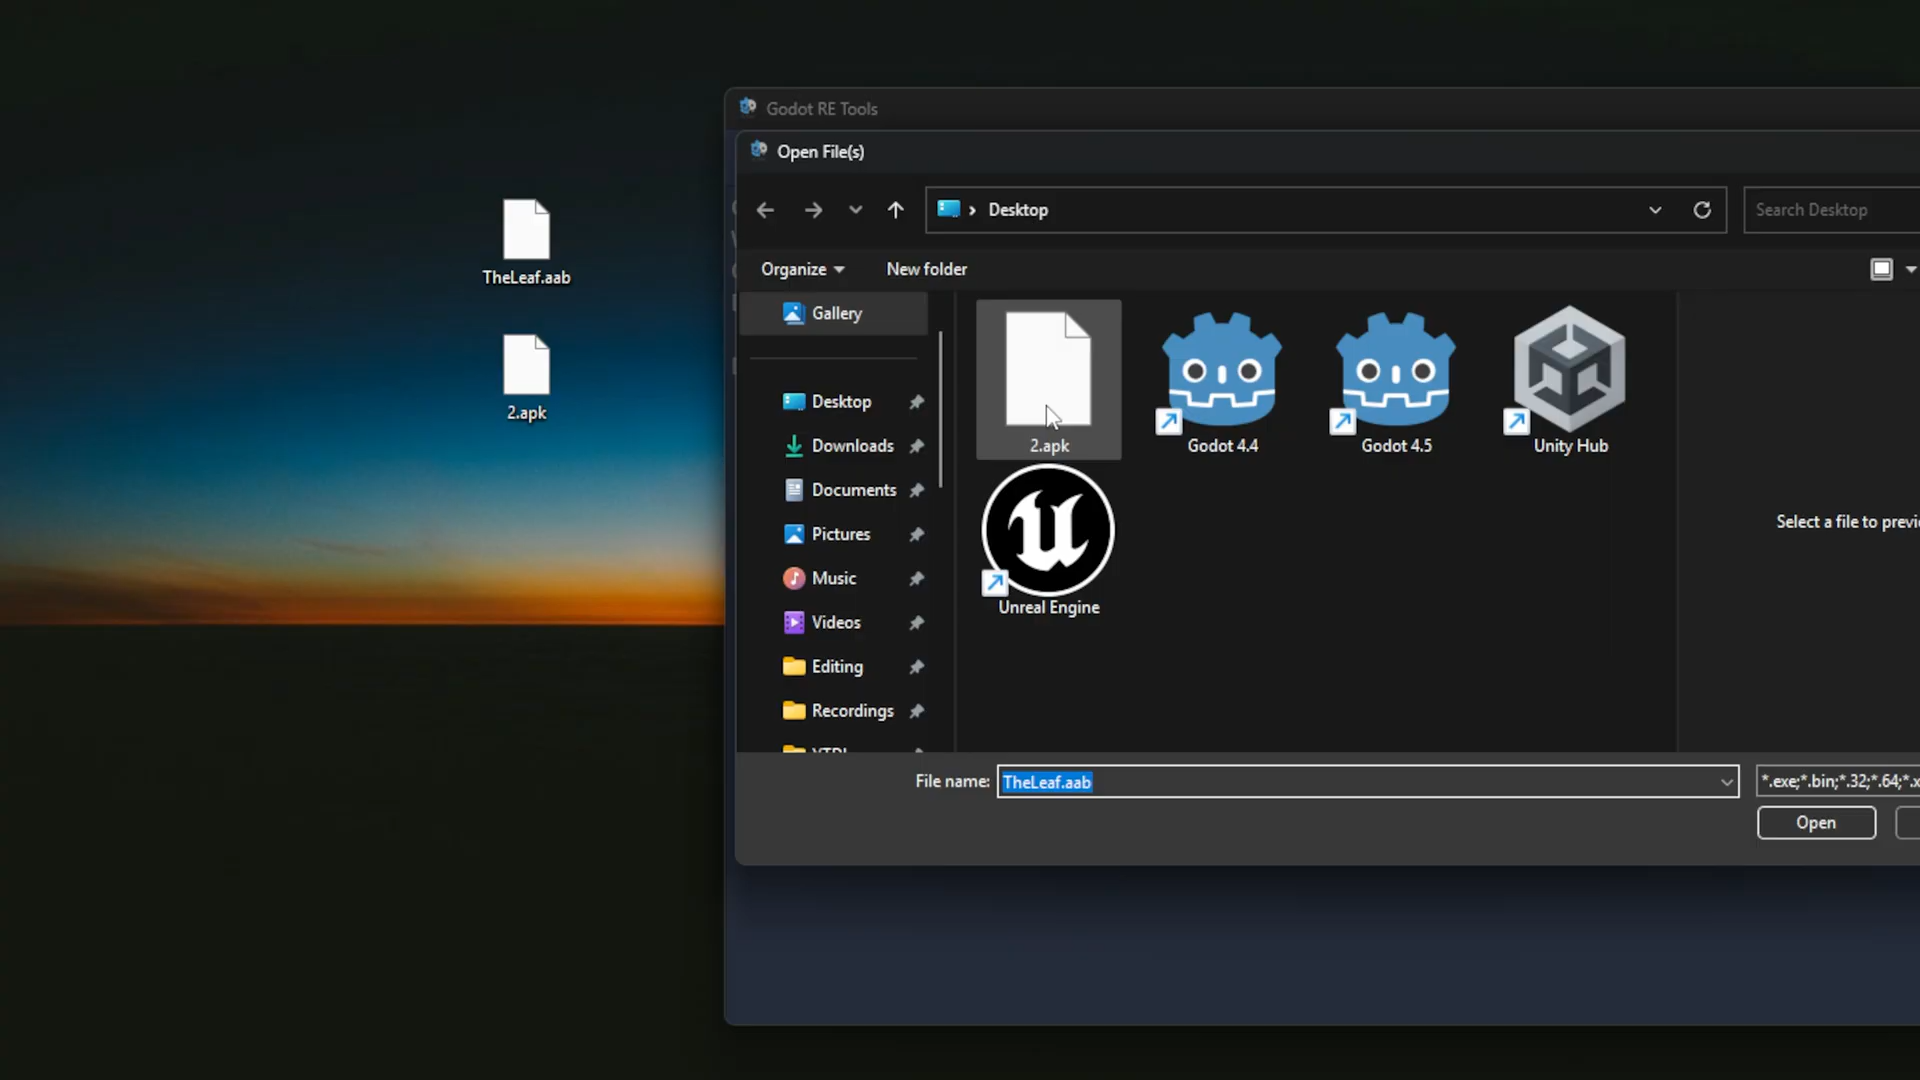 TheLeaf.aab
2.apk
Godot RE Tools
Open File(s)
Desktop
Search Desktop
Organize
New folder
Gallery
Desktop
Downloads
Documents
Pictures
Music
Videos
Editing
Recordings
2.apk
Godot 4.4
Godot 4.5
Unity Hub
Unreal Engine
Select a file to previ
File name:
TheLeaf.aab
*.exe;*.bin;*.32;*.64;*.x
Open